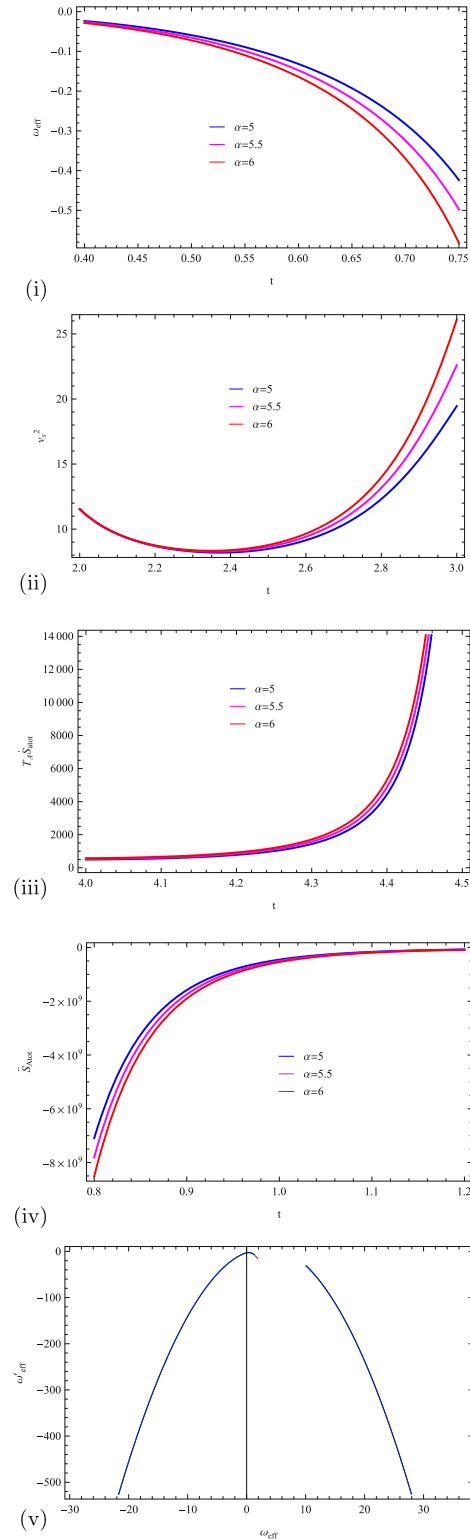 0.0
-0.1
-0.2
-0.3
-0.4
-0.5
ω_eff
α=5
α=5.5
α=6
0.40 0.45 0.50 0.55 0.60 0.65 0.70 0.75
t
(i)
25
20
15
10
v_s^2
α=5
α=5.5
α=6
2.0 2.2 2.4 2.6 2.8 3.0
t
(ii)
14 000
12 000
10 000
8000
6000
4000
2000
0
T_A Ṡ_atot
α=5
α=5.5
α=6
4.0 4.1 4.2 4.3 4.4 4.5
t
(iii)
0
-2×10^9
-4×10^9
-6×10^9
-8×10^9
S̈_Atot
α=5
α=5.5
α=6
0.8 0.9 1.0 1.1 1.2
t
(iv)
0
-100
-200
-300
-400
-500
ω′_eff
-30 -20 -10 0 10 20 30
ω_eff
(v)